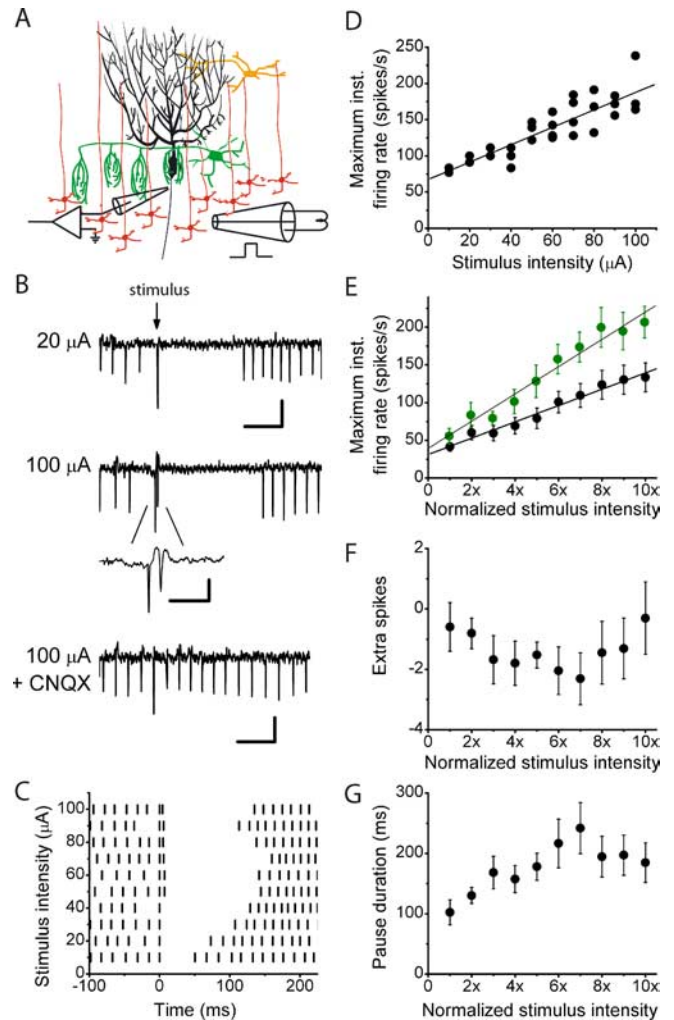 A
B
stimulus
20 µA
100 µA
100 µA
+ CNQX
C
Stimulus intensity (µA)
100
80
60
40
20
0
-100
0
100
200
Time (ms)
D
Maximum inst.
firing rate (spikes/s)
250
200
150
100
50
0
0
20
40
60
80
100
Stimulus intensity (µA)
E
Maximum inst.
firing rate (spikes/s)
200
150
100
50
0
0
2x
4x
6x
8x
10x
Normalized stimulus intensity
F
Extra spikes
0
-2
-4
0
2x
4x
6x
8x
10x
Normalized stimulus intensity
G
Pause duration (ms)
300
200
100
0
0
2x
4x
6x
8x
10x
Normalized stimulus intensity